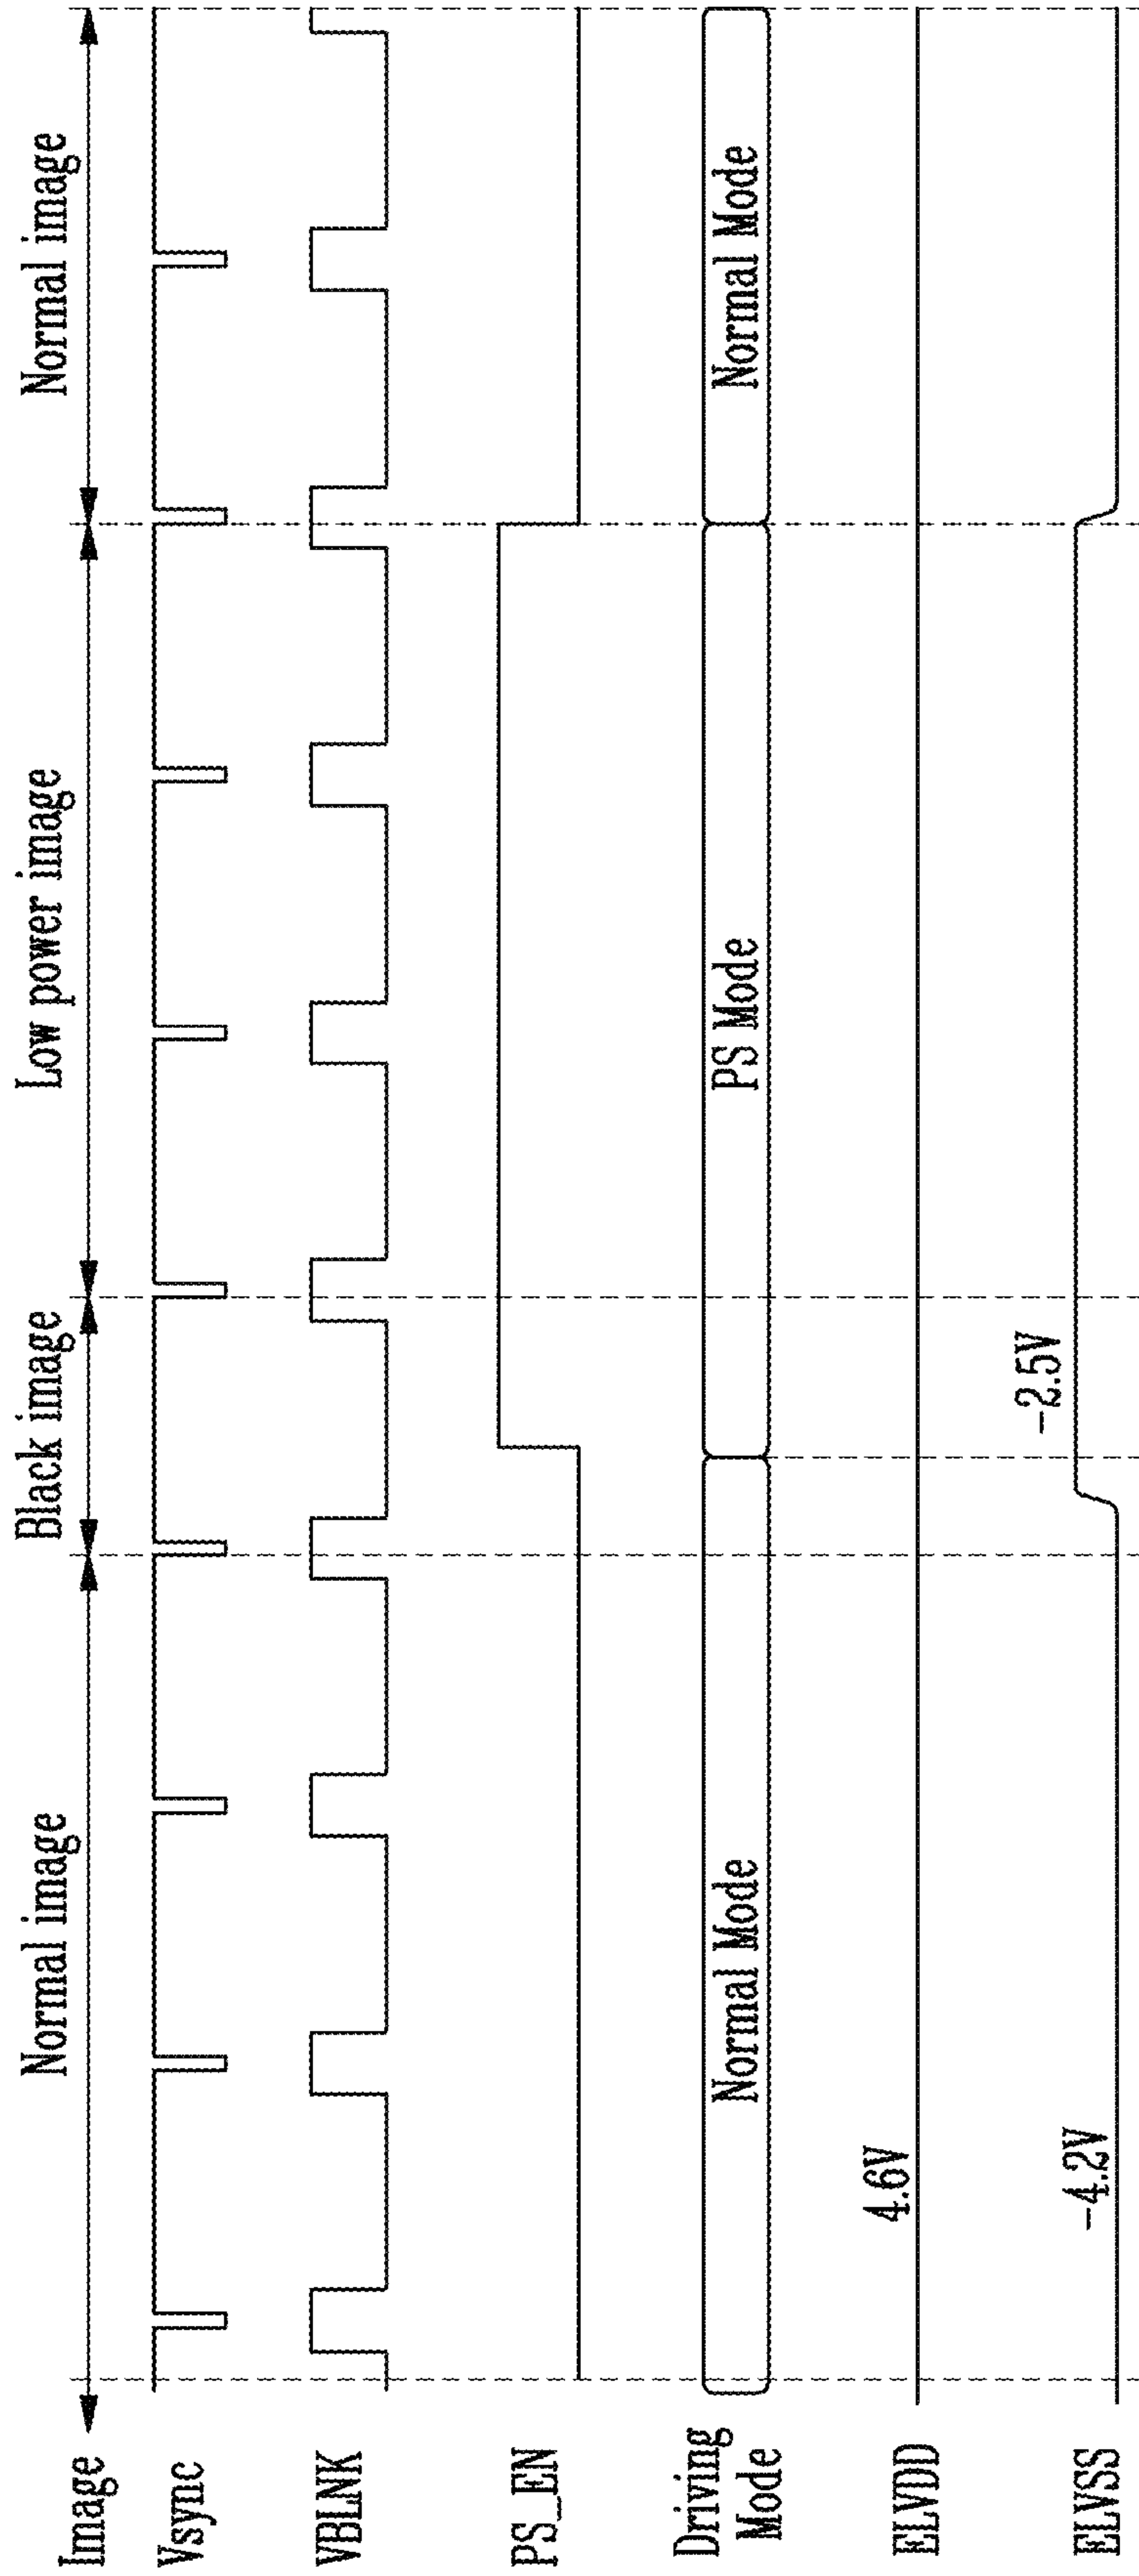 Image
Normal image
Black image
Low power image
Normal image
Vsync
VBLNK
PS_EN
Driving
Mode
Normal Mode
PS Mode
Normal Mode
ELVDD
4.6V
ELVSS
-4.2V
-2.5V